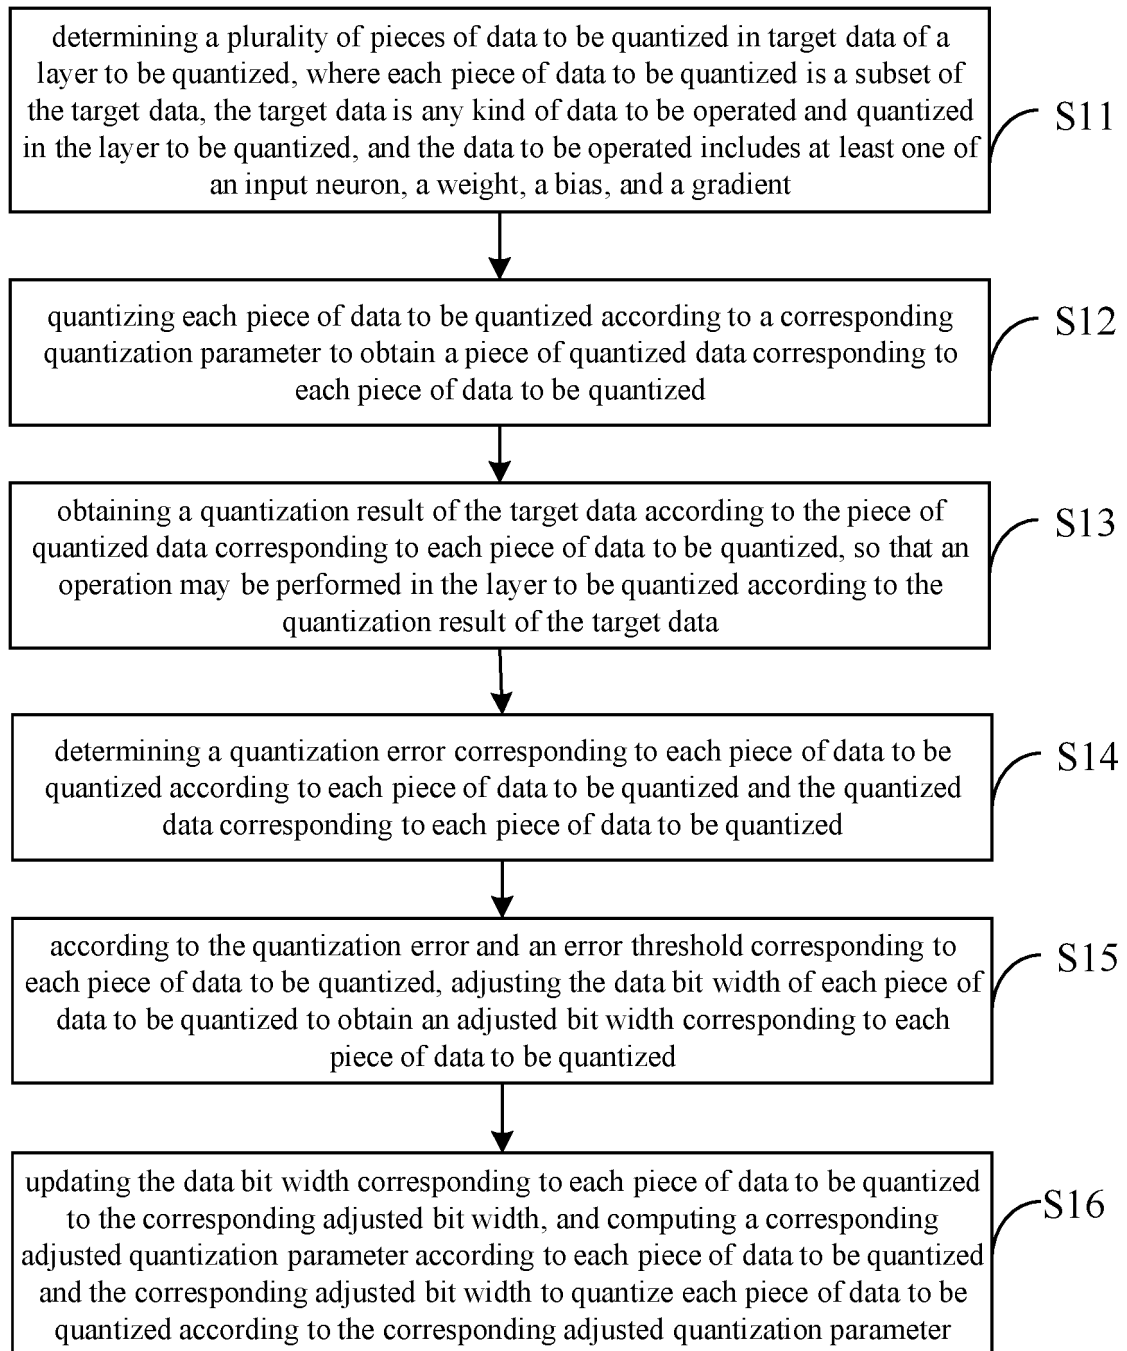 determining a plurality of pieces of data to be quantized in target data of a
layer to be quantized, where each piece of data to be quantized is a subset of
the target data, the target data is any kind of data to be operated and quantized
in the layer to be quantized, and the data to be operated includes at least one of
an input neuron, a weight, a bias, and a gradient
S11
quantizing each piece of data to be quantized according to a corresponding
quantization parameter to obtain a piece of quantized data corresponding to
each piece of data to be quantized
S12
obtaining a quantization result of the target data according to the piece of
quantized data corresponding to each piece of data to be quantized, so that an
operation may be performed in the layer to be quantized according to the
quantization result of the target data
S13
determining a quantization error corresponding to each piece of data to be
quantized according to each piece of data to be quantized and the quantized
data corresponding to each piece of data to be quantized
S14
according to the quantization error and an error threshold corresponding to
each piece of data to be quantized, adjusting the data bit width of each piece of
data to be quantized to obtain an adjusted bit width corresponding to each
piece of data to be quantized
S15
updating the data bit width corresponding to each piece of data to be quantized
to the corresponding adjusted bit width, and computing a corresponding
adjusted quantization parameter according to each piece of data to be quantized
and the corresponding adjusted bit width to quantize each piece of data to be
quantized according to the corresponding adjusted quantization parameter
S16